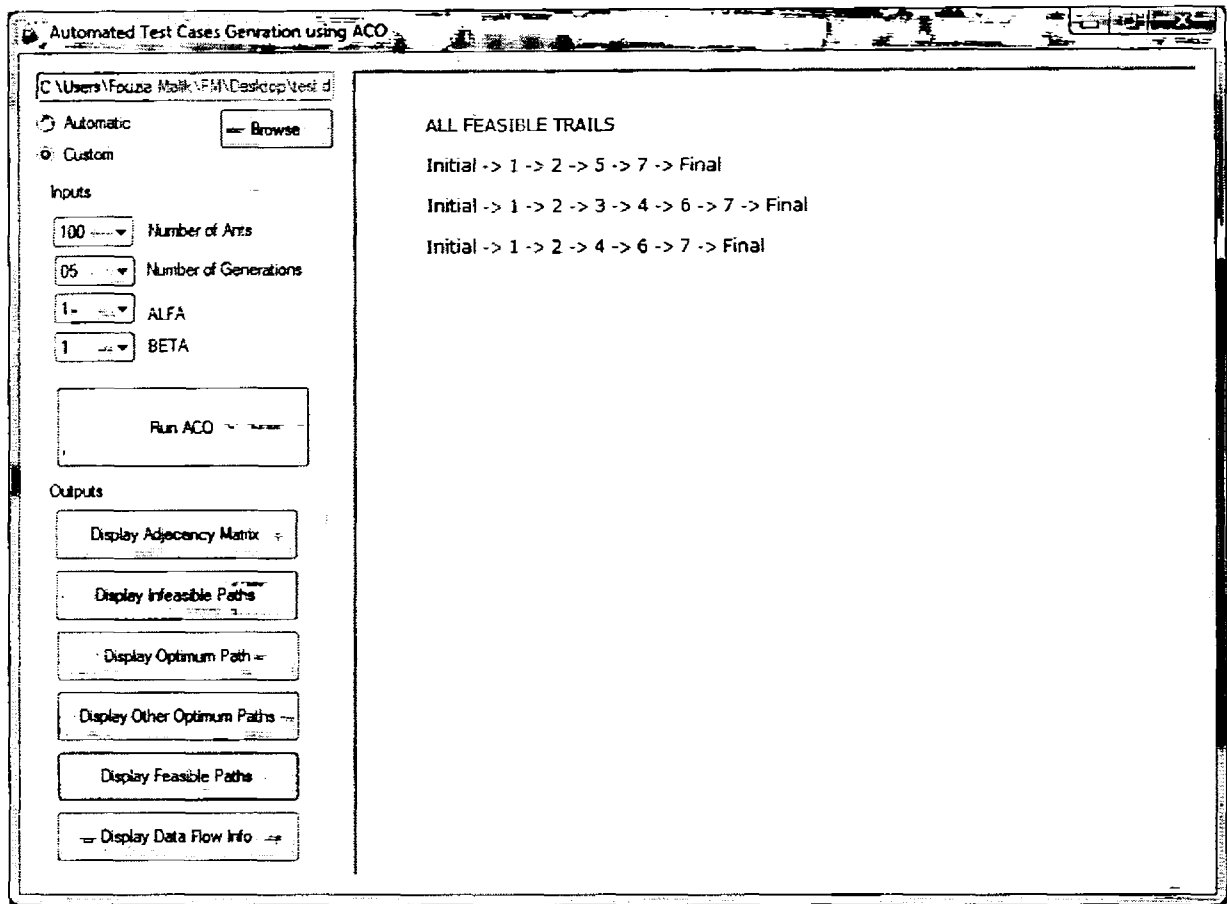 Automated Test Cases Genration using ACO
C:\Users\Fouzia Malik\FM\Desktop\test d
Automatic
Browse
Custom
Inputs
100 Number of Ants
05 Number of Generations
1 ALFA
1 BETA
Run ACO
Outputs
Display Adjacency Matrix
Display Infeasible Paths
Display Optimum Path
Display Other Optimum Paths
Display Feasible Paths
Display Data Flow Info
ALL FEASIBLE TRAILS
Initial -> 1 -> 2 -> 5 -> 7 -> Final
Initial -> 1 -> 2 -> 3 -> 4 -> 6 -> 7 -> Final
Initial -> 1 -> 2 -> 4 -> 6 -> 7 -> Final